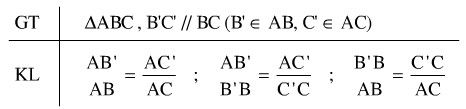 GT ΔABC , B'C' // BC (B' ∈ AB, C' ∈ AC)
KL AB'/AB = AC'/AC ; AB'/B'B = AC'/C'C ; B'B/AB = C'C/AC